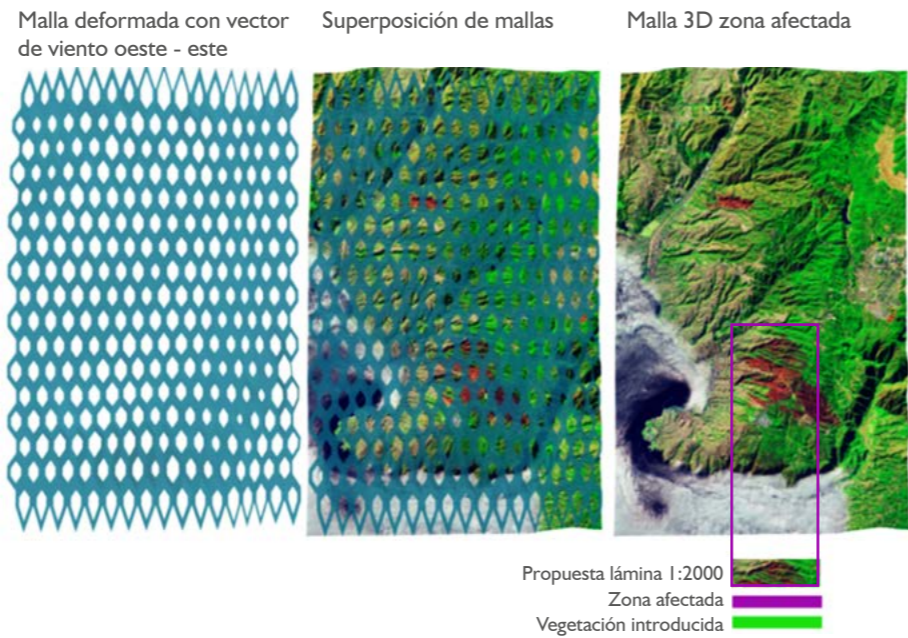 Malla deformada con vector
de viento oeste - este
Superposición de mallas
Malla 3D zona afectada
Propuesta lámina 1:2000
Zona afectada
Vegetación introducida